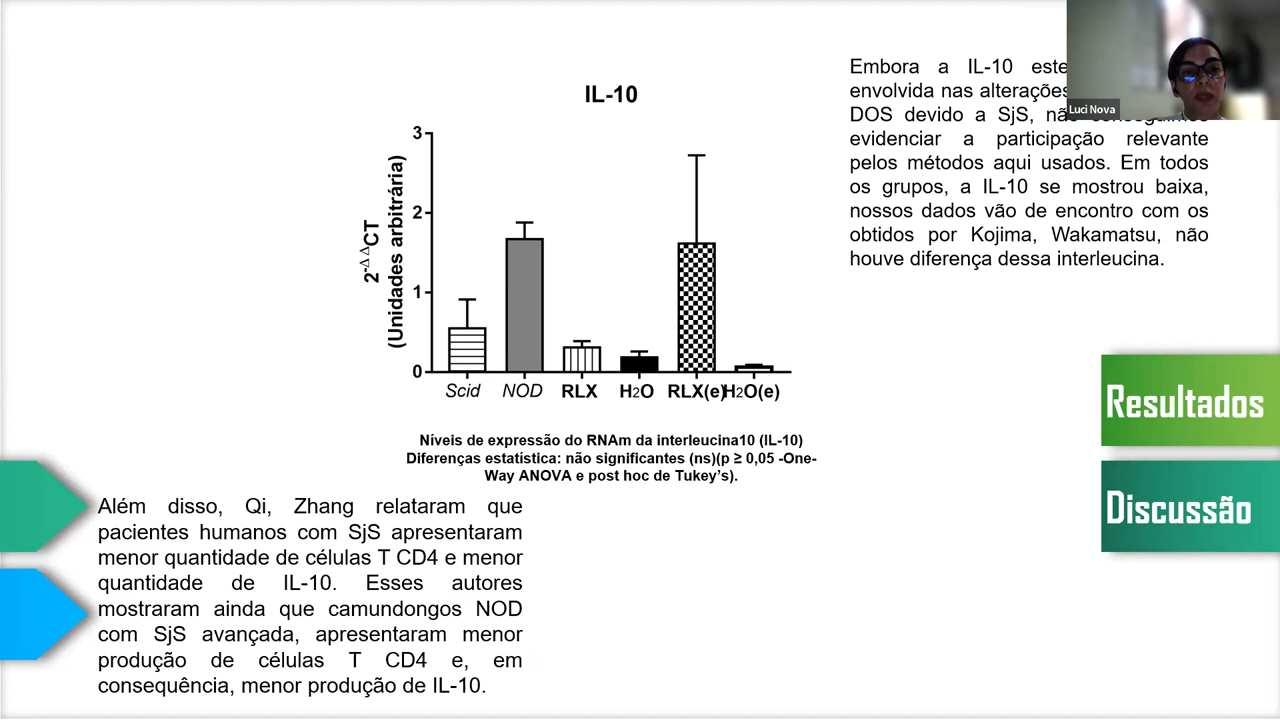 IL-10
3
2
1
0
2-ΔΔCT
(Unidades arbitrária)
Scid NOD RLX H2O RLX(e) H2O(e)
Níveis de expressão do RNAm da interleucina10 (IL-10)
Diferenças estatística: não significantes (ns)(p ≥ 0,05 -One-
Way ANOVA e post hoc de Tukey's).
Embora a IL-10
envolvida nas alterações
DOS devido a SjS,
evidenciar a participação relevante
pelos métodos aqui usados. Em todos
os grupos, a IL-10 se mostrou baixa,
nossos dados vão de encontro com os
obtidos por Kojima, Wakamatsu, não
houve diferença dessa interleucina.
Luci Nova
Resultados
Discussão
Além disso, Qi, Zhang relataram que
pacientes humanos com SjS apresentaram
menor quantidade de células T CD4 e menor
quantidade de IL-10. Esses autores
mostraram ainda que camundongos NOD
com SjS avançada, apresentaram menor
produção de células T CD4 e, em
consequência, menor produção de IL-10.